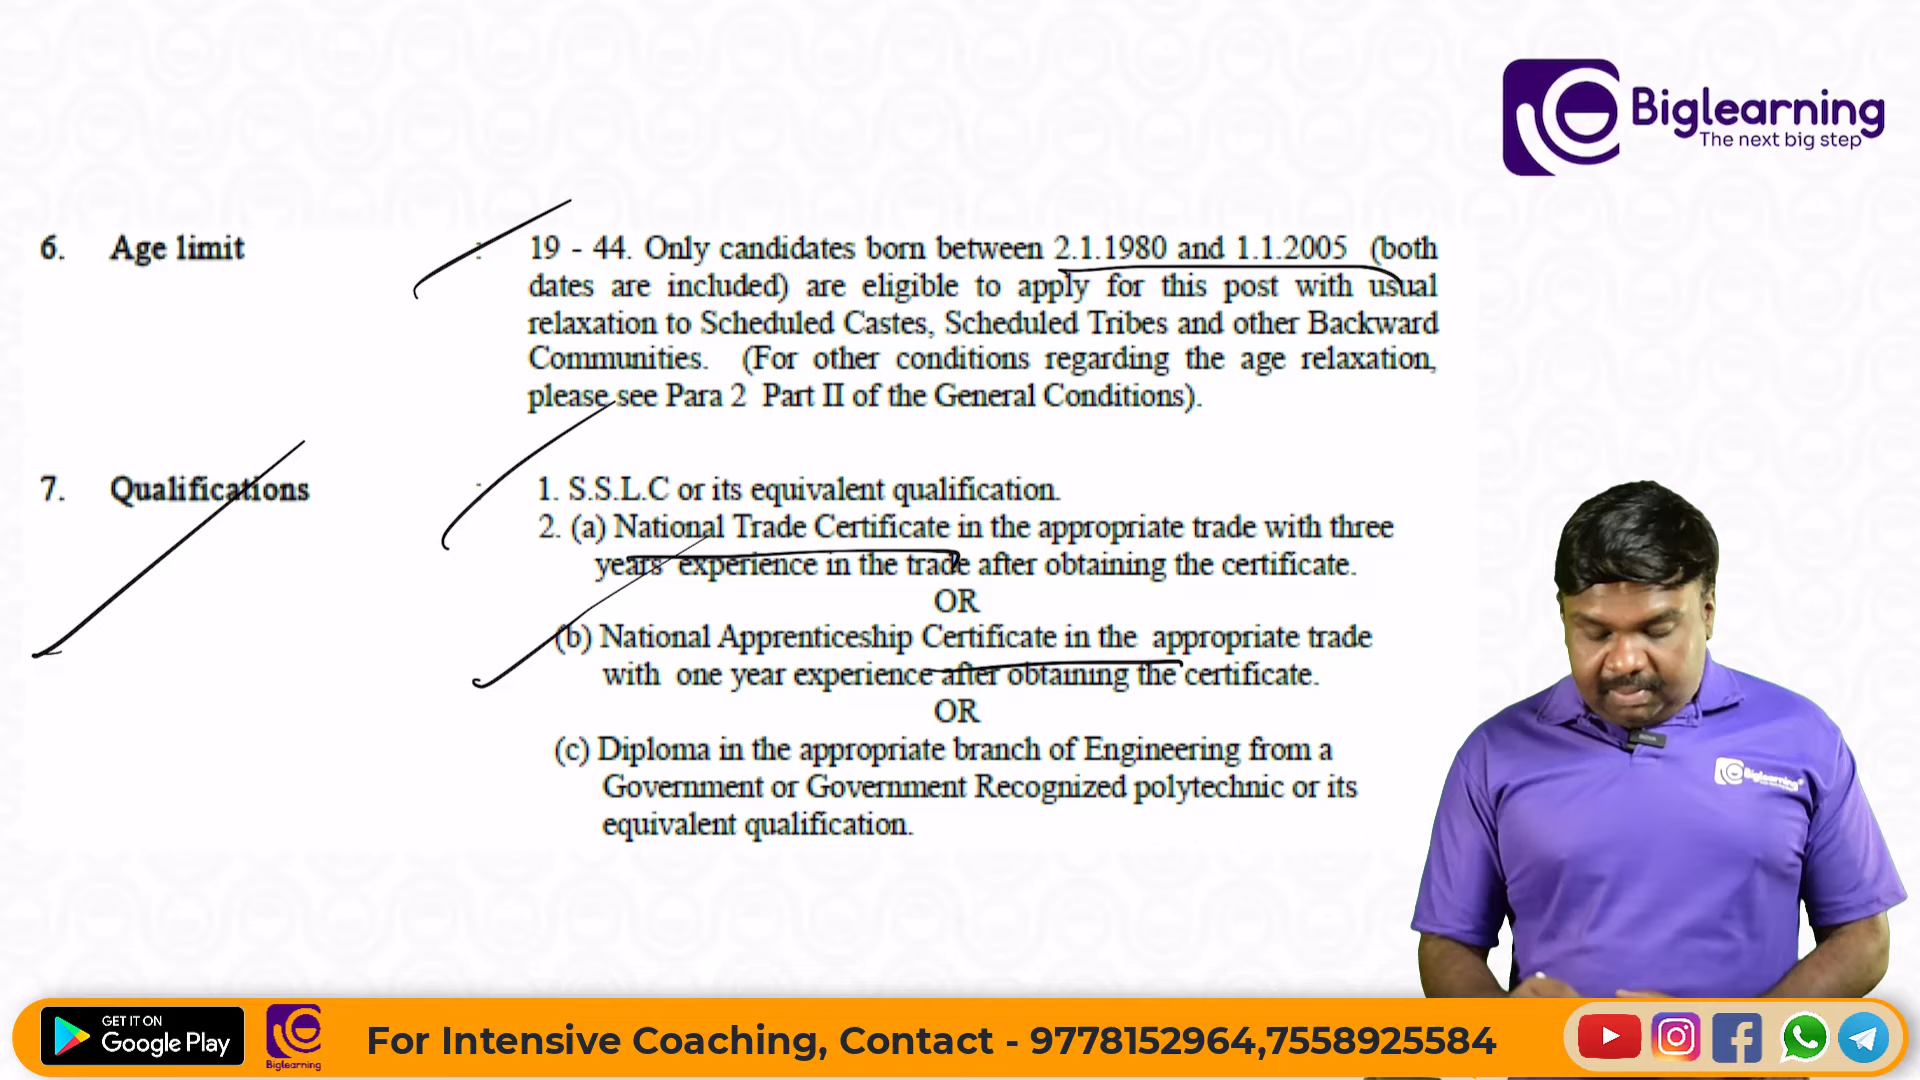 Biglearning
The next big step
6. Age limit : 19 - 44. Only candidates born between 2.1.1980 and 1.1.2005 (both
dates are included) are eligible to apply for this post with usual
relaxation to Scheduled Castes, Scheduled Tribes and other Backward
Communities. (For other conditions regarding the age relaxation,
please see Para 2 Part II of the General Conditions).
7. Qualifications : 1. S.S.L.C or its equivalent qualification.
2. (a) National Trade Certificate in the appropriate trade with three
years experience in the trade after obtaining the certificate.
OR
(b) National Apprenticeship Certificate in the appropriate trade
with one year experience after obtaining the certificate.
OR
(c) Diploma in the appropriate branch of Engineering from a
Government or Government Recognized polytechnic or its
equivalent qualification.
Biglearning
GET IT ON
Google Play
Biglearning
For Intensive Coaching, Contact - 9778152964,7558925584